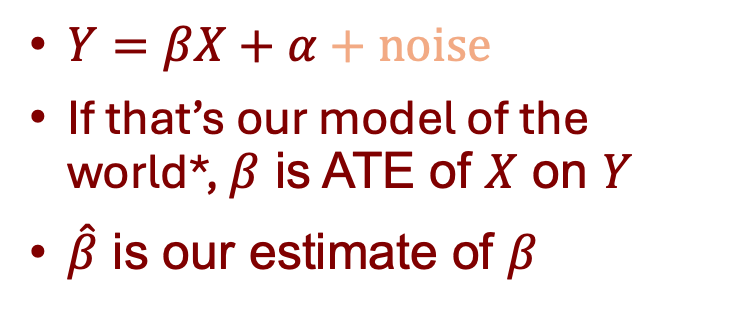 • Y = βX + α + noise
• If that’s our model of the
world*, β is ATE of X on Y
• β̂ is our estimate of β